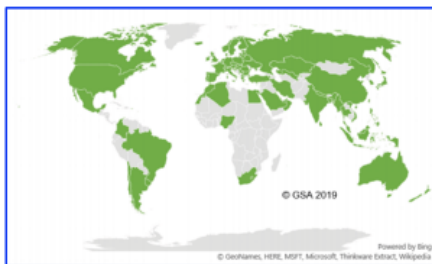 © GSA 2019
Powered by Bing
© GeoNames, HERE, MSFT, Microsoft, Thinkware Extract, Wikipedia